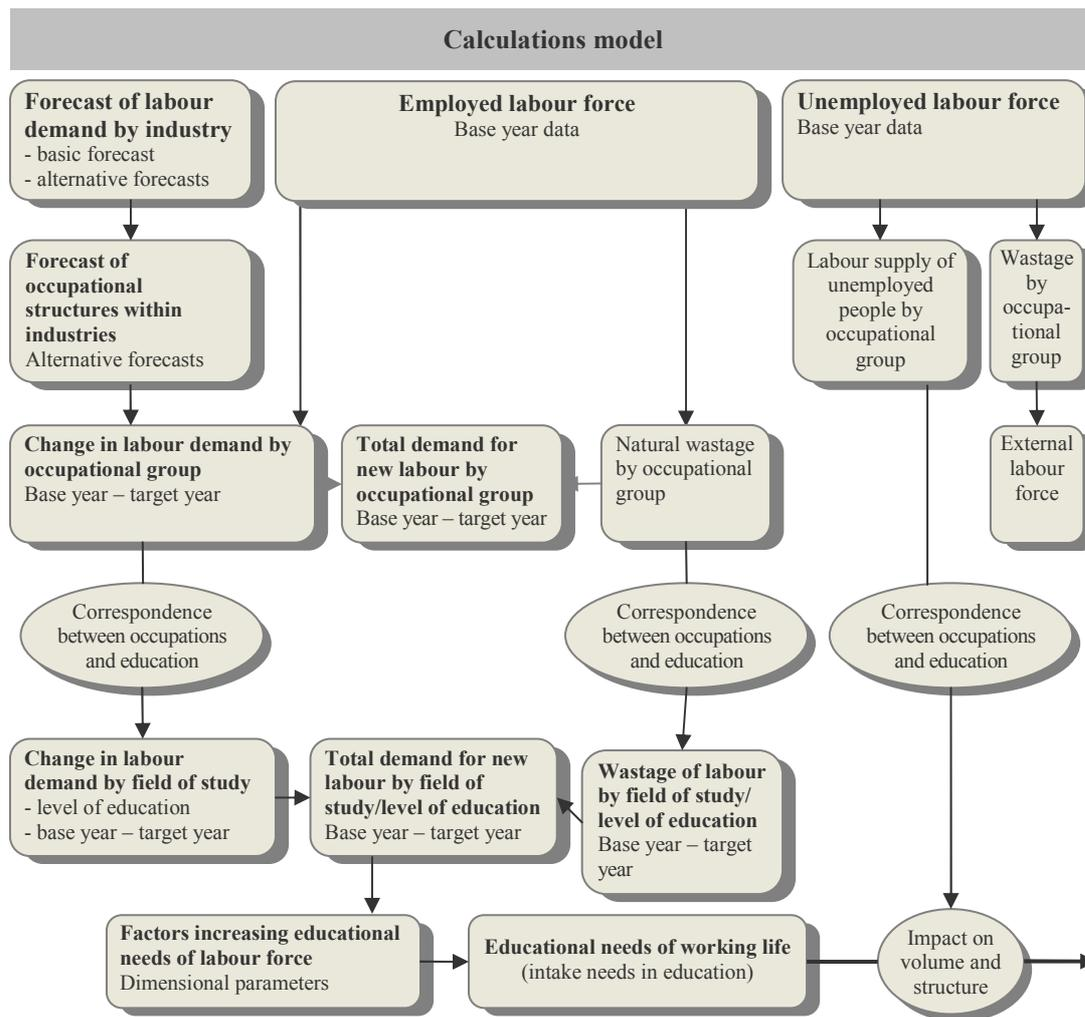 Calculations model
Forecast of labour
demand by industry
- basic forecast
- alternative forecasts
Employed labour force
Base year data
Unemployed labour force
Base year data
Forecast of
occupational
structures within
industries
Alternative forecasts
Labour supply of
unemployed
people by
occupational
group
Wastage
by
occupa-
tional
group
Change in labour demand by
occupational group
Base year – target year
Total demand for
new labour by
occupational group
Base year – target year
Natural wastage
by occupational
group
External
labour
force
Correspondence
between occupations
and education
Correspondence
between occupations
and education
Correspondence
between occupations
and education
Change in labour
demand by field of study
- level of education
- base year – target year
Total demand for new
labour by field of
study/level of education
Base year – target year
Wastage of labour
by field of study/
level of education
Base year – target
year
Factors increasing educational
needs of labour force
Dimensional parameters
Educational needs of working life
(intake needs in education)
Impact on
volume and
structure